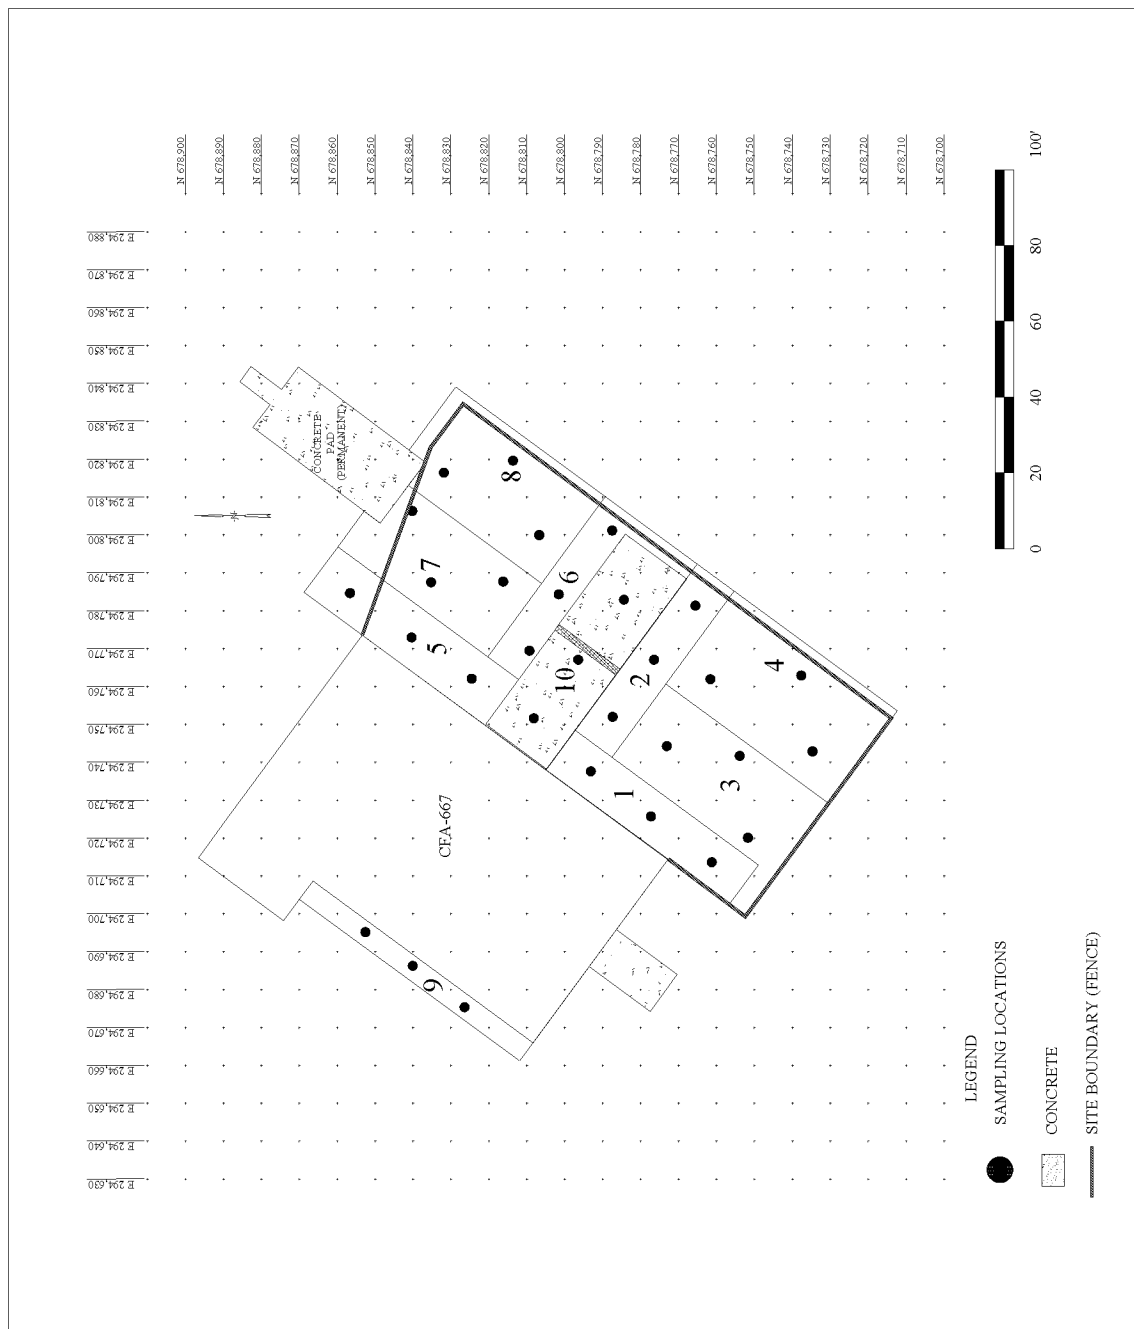 N 678,900
N 678,890
N 678,880
N 678,870
N 678,860
N 678,850
N 678,840
N 678,830
N 678,820
N 678,810
N 678,800
N 678,790
N 678,780
N 678,770
N 678,760
N 678,750
N 678,740
N 678,730
N 678,720
N 678,710
N 678,700
E 294,880
E 294,870
E 294,860
E 294,850
E 294,840
E 294,830
E 294,820
E 294,810
E 294,800
E 294,790
E 294,780
E 294,770
E 294,760
E 294,750
E 294,740
E 294,730
E 294,720
E 294,710
E 294,700
E 294,690
E 294,680
E 294,670
E 294,660
E 294,650
E 294,640
E 294,630
CONCRETE
PAD
(PERMANENT)
8
7
6
5
10
2
4
1
3
9
CFA-667
0
20
40
60
80
100'
LEGEND
SAMPLING LOCATIONS
CONCRETE
SITE BOUNDARY (FENCE)